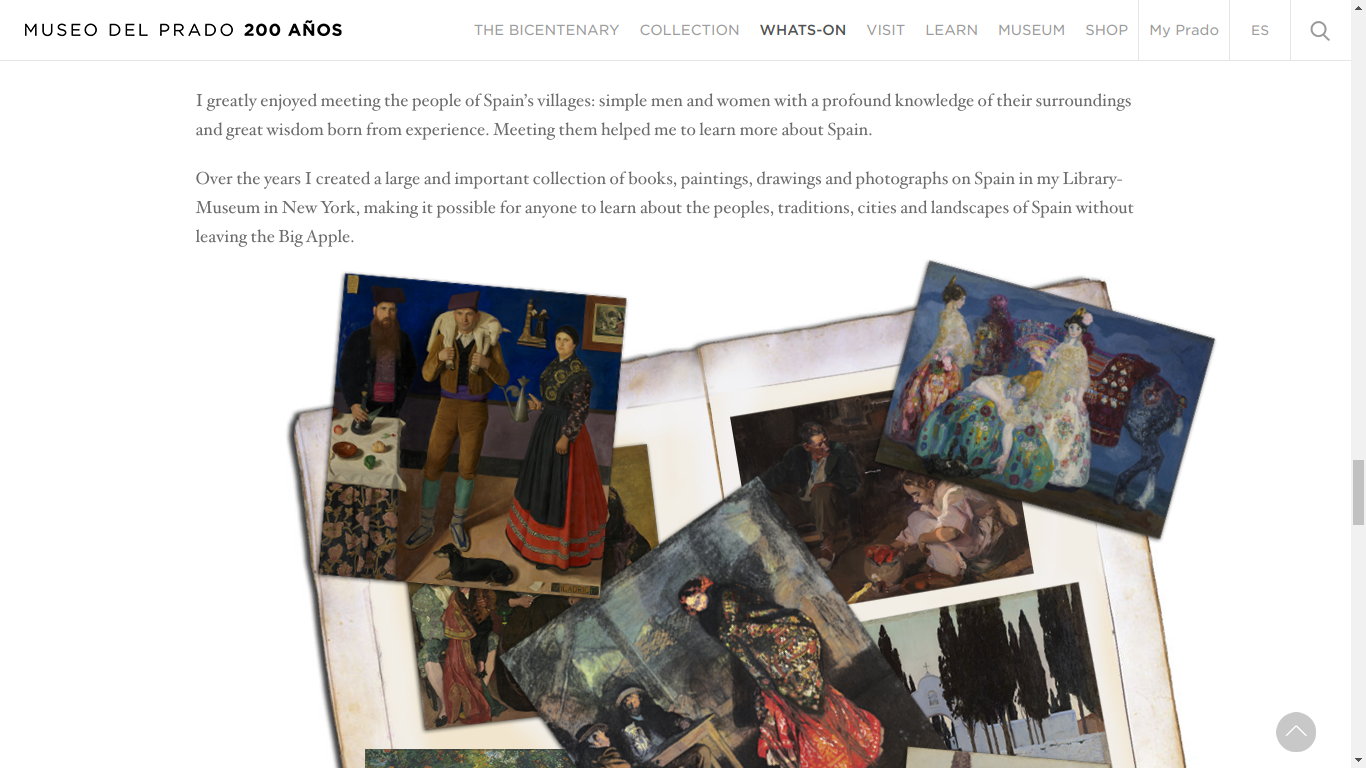 MUSEO DEL PRADO 200 AÑOS
THE BICENTENARY COLLECTION WHATS-ON VISIT LEARN MUSEUM SHOP My Prado ES
I greatly enjoyed meeting the people of Spain’s villages: simple men and women with a profound knowledge of their surroundings
and great wisdom born from experience. Meeting them helped me to learn more about Spain.
Over the years I created a large and important collection of books, paintings, drawings and photographs on Spain in my Library-
Museum in New York, making it possible for anyone to learn about the peoples, traditions, cities and landscapes of Spain without
leaving the Big Apple.